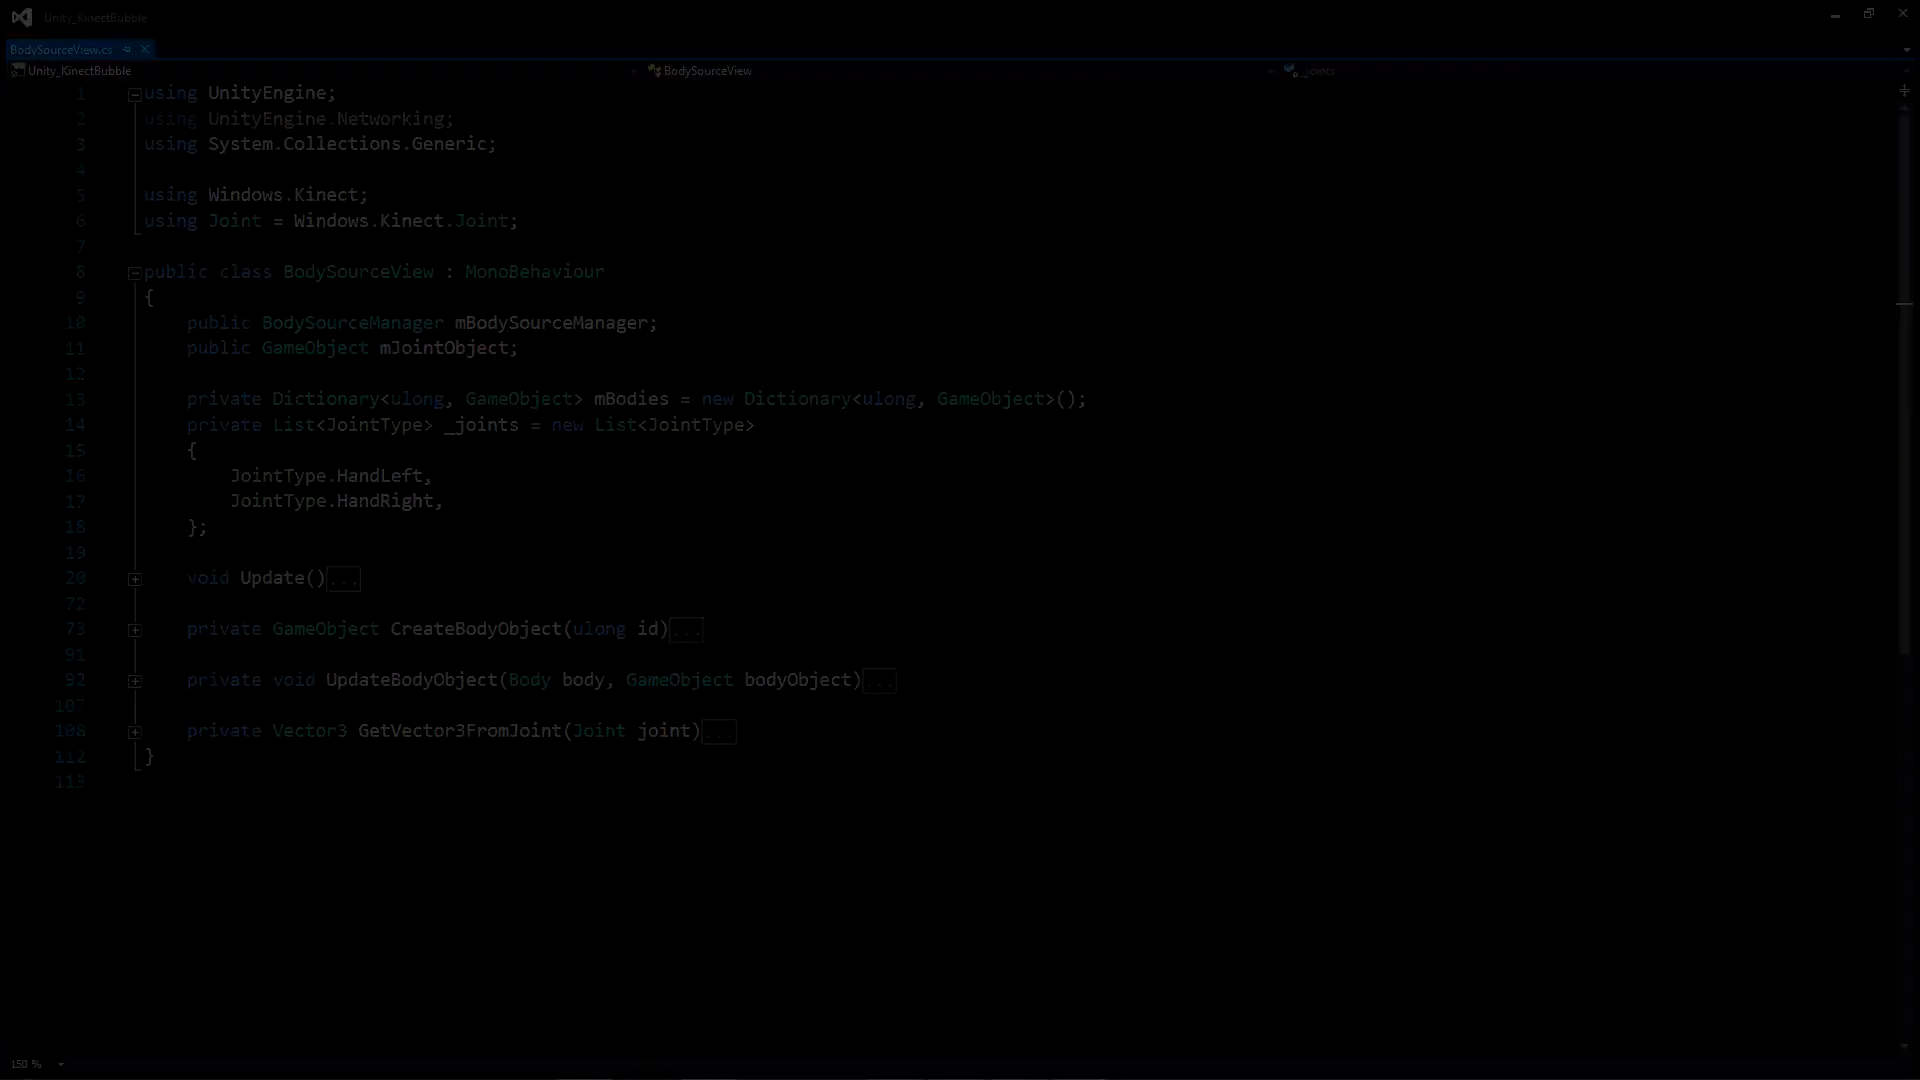 Unity_KinectBubble
BodySourceView.cs
Unity_KinectBubble
BodySourceView
_joints
1 using UnityEngine;
2 using UnityEngine.Networking;
3 using System.Collections.Generic;
4
5 using Windows.Kinect;
6 using Joint = Windows.Kinect.Joint;
7
8 public class BodySourceView : MonoBehaviour
9 {
10 public BodySourceManager mBodySourceManager;
11 public GameObject mJointObject;
12
13 private Dictionary<ulong, GameObject> mBodies = new Dictionary<ulong, GameObject>();
14 private List<JointType> _joints = new List<JointType>
15 {
16 JointType.HandLeft,
17 JointType.HandRight,
18 };
19
20 void Update()...
72
73 private GameObject CreateBodyObject(ulong id)...
91
92 private void UpdateBodyObject(Body body, GameObject bodyObject)...
107
108 private Vector3 GetVector3FromJoint(Joint joint)...
112 }
113
150 %